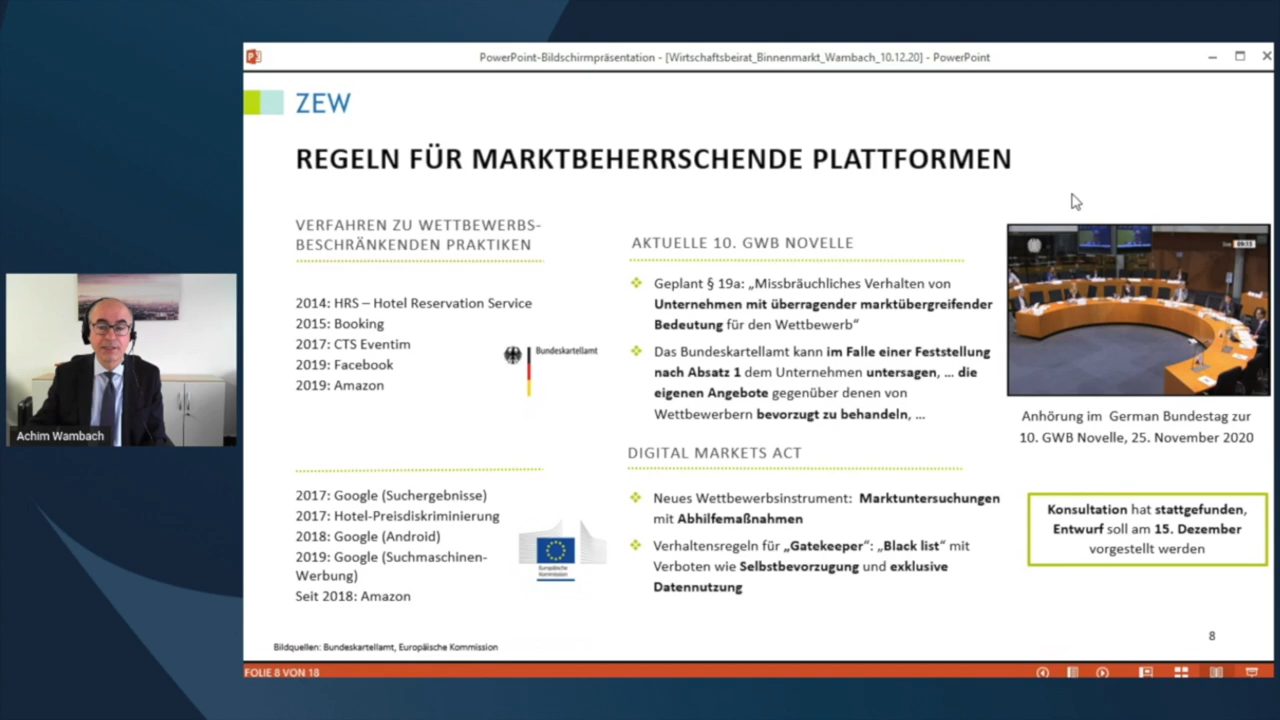 PowerPoint-Bildschirmpräsentation - [Wirtschaftsbeirat_Binnenmarkt_Wambach_10.12.20] - PowerPoint
ZEW
REGELN FÜR MARKTBEHERRSCHENDE PLATTFORMEN
VERFAHREN ZU WETTBEWERBS-
BESCHRÄNKENDEN PRAKTIKEN
2014: HRS – Hotel Reservation Service
2015: Booking
2017: CTS Eventim
2019: Facebook
2019: Amazon
Bundeskartellamt
2017: Google (Suchergebnisse)
2017: Hotel-Preisdiskriminierung
2018: Google (Android)
2019: Google (Suchmaschinen-
Werbung)
Seit 2018: Amazon
Europäische
Kommission
AKTUELLE 10. GWB NOVELLE
Geplant § 19a: „Missbräuchliches Verhalten von
Unternehmen mit überragender marktübergreifender
Bedeutung für den Wettbewerb“
Das Bundeskartellamt kann im Falle einer Feststellung
nach Absatz 1 dem Unternehmen untersagen, … die
eigenen Angebote gegenüber denen von
Wettbewerbern bevorzugt zu behandeln, …
DIGITAL MARKETS ACT
Neues Wettbewerbsinstrument: Marktuntersuchungen
mit Abhilfemaßnahmen
Verhaltensregeln für „Gatekeeper“: „Black list“ mit
Verboten wie Selbstbevorzugung und exklusive
Datennutzung
Anhörung im German Bundestag zur
10. GWB Novelle, 25. November 2020
Konsultation hat stattgefunden,
Entwurf soll am 15. Dezember
vorgestellt werden
8
Bildquellen: Bundeskartellamt, Europäische Kommission
FOLIE 8 VON 18
Achim Wambach